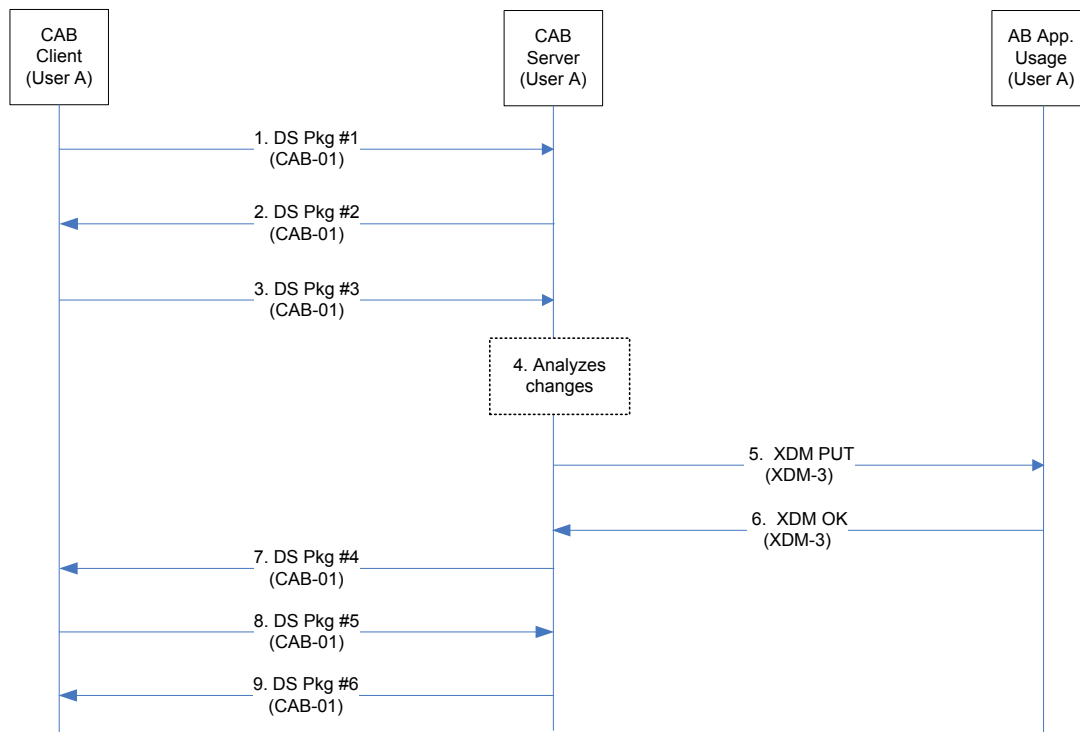 CAB
Client
(User A)
CAB
Server
(User A)
AB App.
Usage
(User A)
1. DS Pkg #1
(CAB-01)
2. DS Pkg #2
(CAB-01)
3. DS Pkg #3
(CAB-01)
4. Analyzes
changes
5. XDM PUT
(XDM-3)
6. XDM OK
(XDM-3)
7. DS Pkg #4
(CAB-01)
8. DS Pkg #5
(CAB-01)
9. DS Pkg #6
(CAB-01)